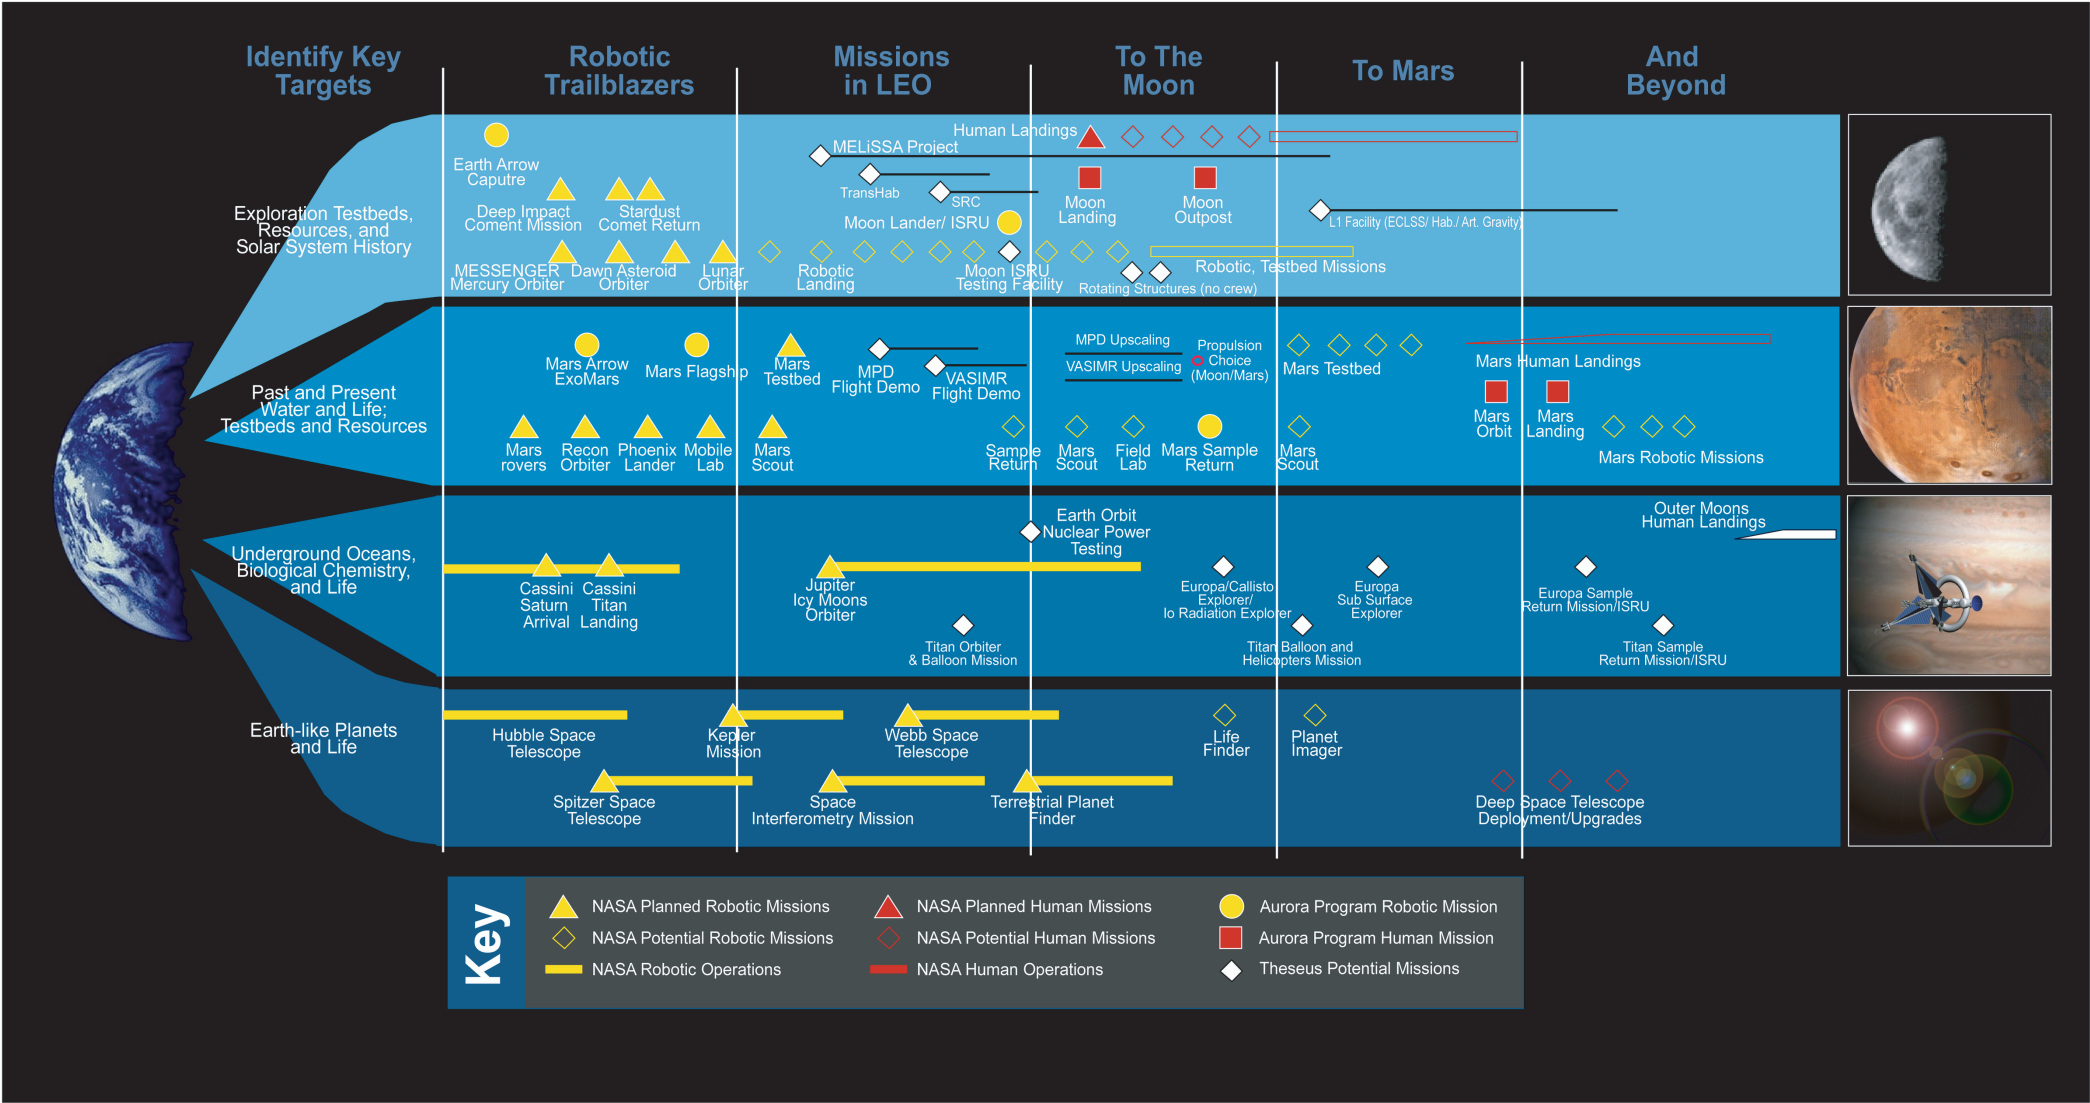 Identify Key
Targets
Robotic
Trailblazers
Missions
in LEO
To The
Moon
To Mars
And
Beyond
Exploration Testbeds,
Resources, and
Solar System History
Earth Arrow
Caputre
Deep Impact
Coment Mission
Stardust
Comet Return
MESSENGER
Mercury Orbiter
Dawn Asteroid
Orbiter
Lunar
Orbiter
Human Landings
MELiSSA Project
TransHab
SRC
Moon Lander/ ISRU
Robotic
Landing
Moon ISRU
Testing Facility
Moon
Landing
Moon
Outpost
Robotic, Testbed Missions
Rotating Structures (no crew)
L1 Facility (ECLSS/ Hab./ Art. Gravity)
Past and Present
Water and Life;
Testbeds and Resources
Mars Arrow
ExoMars
Mars Flagship
Mars
Testbed
MPD
Flight Demo
VASIMR
Flight Demo
MPD Upscaling
VASIMR Upscaling
Propulsion
Choice
(Moon/Mars)
Mars Testbed
Mars Human Landings
Mars
Orbit
Mars
Landing
Mars
rovers
Recon
Orbiter
Phoenix
Lander
Mobile
Lab
Mars
Scout
Sample
Return
Mars
Scout
Field
Lab
Mars Sample
Return
Mars
Scout
Mars Robotic Missions
Underground Oceans,
Biological Chemistry,
and Life
Cassini
Saturn
Arrival
Cassini
Titan
Landing
Jupiter
Icy Moons
Orbiter
Titan Orbiter
& Balloon Mission
Earth Orbit
Nuclear Power
Testing
Europa/Callisto
Explorer/
Io Radiation Explorer
Titan Balloon and
Helicopters Mission
Europa
Sub Surface
Explorer
Outer Moons
Human Landings
Europa Sample
Return Mission/ISRU
Titan Sample
Return Mission/ISRU
Earth-like Planets
and Life
Hubble Space
Telescope
Kepler
Mission
Webb Space
Telescope
Life
Finder
Planet
Imager
Spitzer Space
Telescope
Space
Interferometry Mission
Terrestrial Planet
Finder
Deep Space Telescope
Deployment/Upgrades
Key
NASA Planned Robotic Missions
NASA Potential Robotic Missions
NASA Robotic Operations
NASA Planned Human Missions
NASA Potential Human Missions
NASA Human Operations
Aurora Program Robotic Mission
Aurora Program Human Mission
Theseus Potential Missions